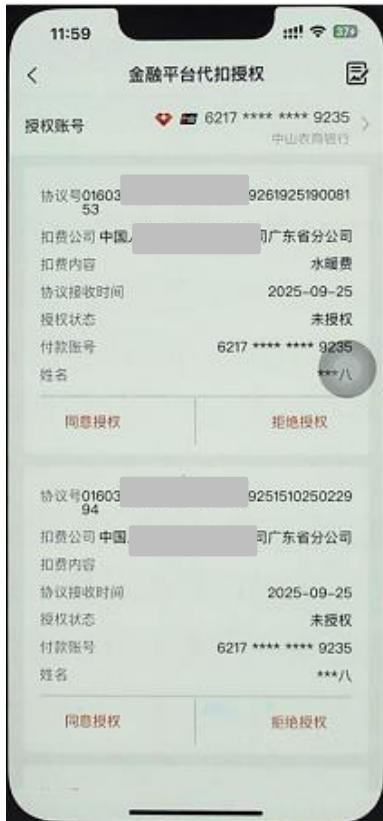 11:59
37
金融平台代扣授权
授权账号 6217 **** **** 9235
中山农商银行
协议号01603 9261925190081
53
扣费公司 中国 司广东省分公司
扣费内容 水暖费
协议接收时间 2025-09-25
授权状态 未授权
付款账号 6217 **** **** 9235
姓名 ***八
同意授权 拒绝授权
协议号01603 9251510250229
94
扣费公司 中国 司广东省分公司
扣费内容
协议接收时间 2025-09-25
授权状态 未授权
付款账号 6217 **** **** 9235
姓名 ***八
同意授权 拒绝授权